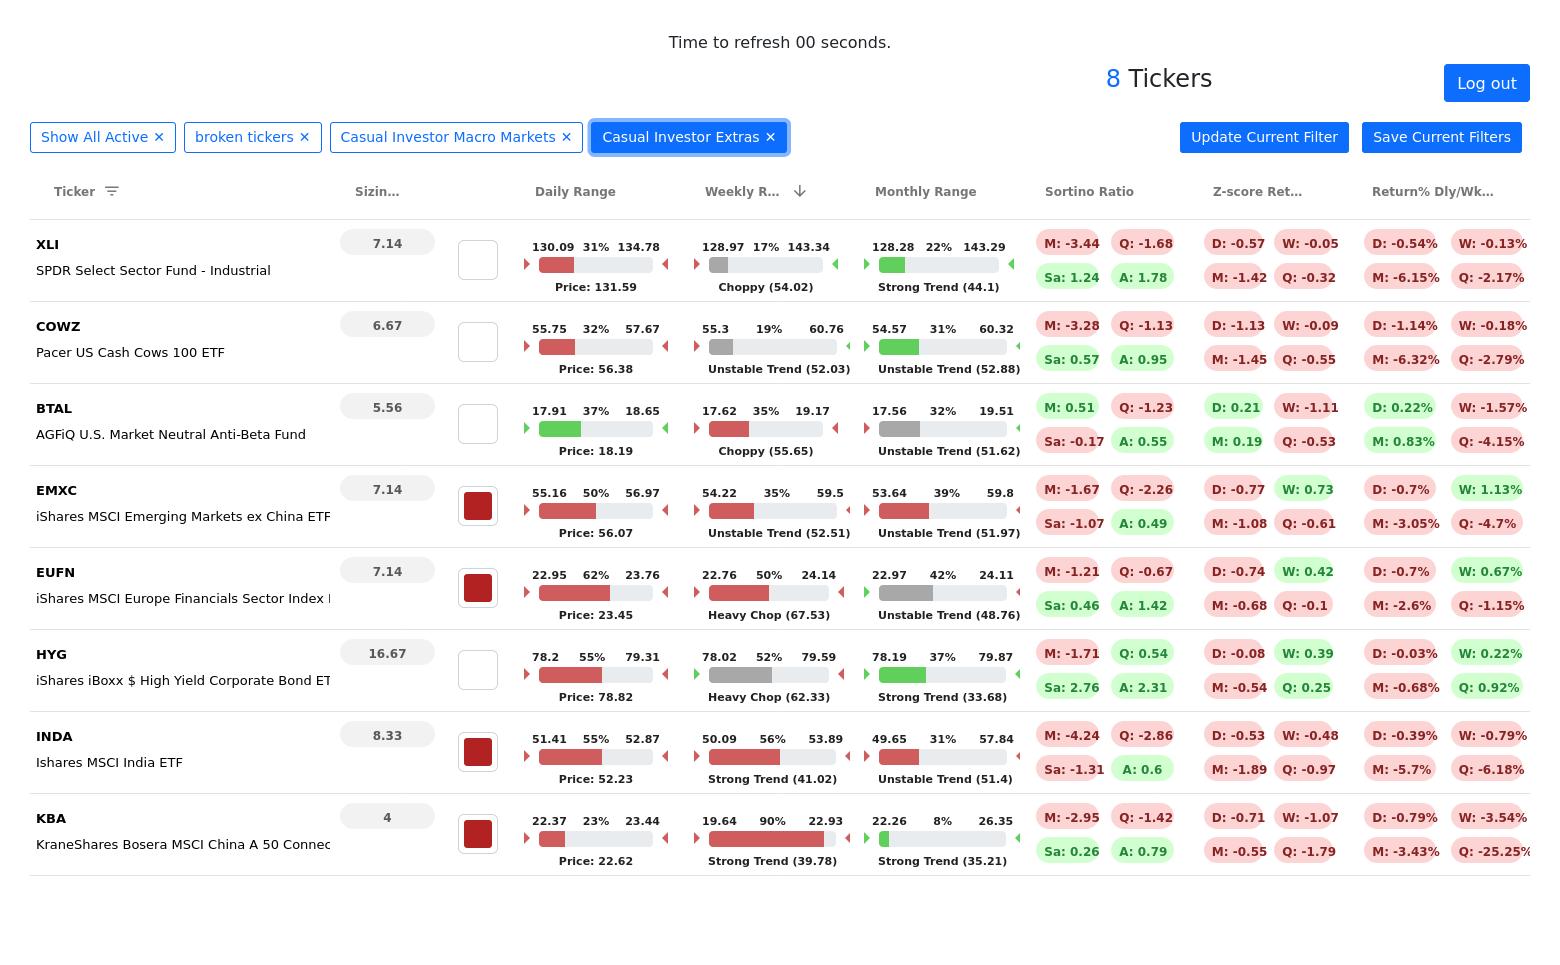 Time to refresh 00 seconds.
8 Tickers
Log out
Show All Active ✕ broken tickers ✕ Casual Investor Macro Markets ✕ Casual Investor Extras ✕ Update Current Filter Save Current Filters
Ticker Sizin... Daily Range Weekly R... Monthly Range Sortino Ratio Z-score Ret... Return% Dly/Wk...
XLI 7.14 130.09 31% 134.78 128.97 17% 143.34 128.28 22% 143.29 M: -3.44 Q: -1.68 D: -0.57 W: -0.05 D: -0.54% W: -0.13%
SPDR Select Sector Fund - Industrial Price: 131.59 Choppy (54.02) Strong Trend (44.1) Sa: 1.24 A: 1.78 M: -1.42 Q: -0.32 M: -6.15% Q: -2.17%
COWZ 6.67 55.75 32% 57.67 55.3 19% 60.76 54.57 31% 60.32 M: -3.28 Q: -1.13 D: -1.13 W: -0.09 D: -1.14% W: -0.18%
Pacer US Cash Cows 100 ETF Price: 56.38 Unstable Trend (52.03) Unstable Trend (52.88) Sa: 0.57 A: 0.95 M: -1.45 Q: -0.55 M: -6.32% Q: -2.79%
BTAL 5.56 17.91 37% 18.65 17.62 35% 19.17 17.56 32% 19.51 M: 0.51 Q: -1.23 D: 0.21 W: -1.11 D: 0.22% W: -1.57%
AGFiQ U.S. Market Neutral Anti-Beta Fund Price: 18.19 Choppy (55.65) Unstable Trend (51.62) Sa: -0.17 A: 0.55 M: 0.19 Q: -0.53 M: 0.83% Q: -4.15%
EMXC 7.14 55.16 50% 56.97 54.22 35% 59.5 53.64 39% 59.8 M: -1.67 Q: -2.26 D: -0.77 W: 0.73 D: -0.7% W: 1.13%
iShares MSCI Emerging Markets ex China ETF Price: 56.07 Unstable Trend (52.51) Unstable Trend (51.97) Sa: -1.07 A: 0.49 M: -1.08 Q: -0.61 M: -3.05% Q: -4.7%
EUFN 7.14 22.95 62% 23.76 22.76 50% 24.14 22.97 42% 24.11 M: -1.21 Q: -0.67 D: -0.74 W: 0.42 D: -0.7% W: 0.67%
iShares MSCI Europe Financials Sector Index Price: 23.45 Heavy Chop (67.53) Unstable Trend (48.76) Sa: 0.46 A: 1.42 M: -0.68 Q: -0.1 M: -2.6% Q: -1.15%
HYG 16.67 78.2 55% 79.31 78.02 52% 79.59 78.19 37% 79.87 M: -1.71 Q: 0.54 D: -0.08 W: 0.39 D: -0.03% W: 0.22%
iShares iBoxx $ High Yield Corporate Bond ET Price: 78.82 Heavy Chop (62.33) Strong Trend (33.68) Sa: 2.76 A: 2.31 M: -0.54 Q: 0.25 M: -0.68% Q: 0.92%
INDA 8.33 51.41 55% 52.87 50.09 56% 53.89 49.65 31% 57.84 M: -4.24 Q: -2.86 D: -0.53 W: -0.48 D: -0.39% W: -0.79%
Ishares MSCI India ETF Price: 52.23 Strong Trend (41.02) Unstable Trend (51.4) Sa: -1.31 A: 0.6 M: -1.89 Q: -0.97 M: -5.7% Q: -6.18%
KBA 4 22.37 23% 23.44 19.64 90% 22.93 22.26 8% 26.35 M: -2.95 Q: -1.42 D: -0.71 W: -1.07 D: -0.79% W: -3.54%
KraneShares Bosera MSCI China A 50 Connec Price: 22.62 Strong Trend (39.78) Strong Trend (35.21) Sa: 0.26 A: 0.79 M: -0.55 Q: -1.79 M: -3.43% Q: -25.25%